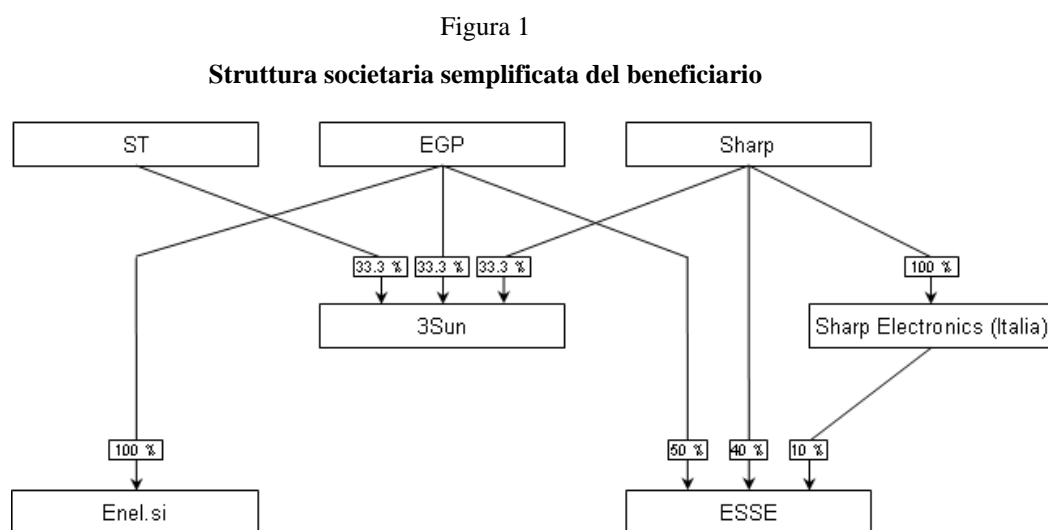 Figura 1
Struttura societaria semplificata del beneficiario
ST
EGP
Sharp
33.3 %
33.3 %
33.3 %
100 %
3Sun
Sharp Electronics (Italia)
100 %
50 %
40 %
10 %
Enel.si
ESSE